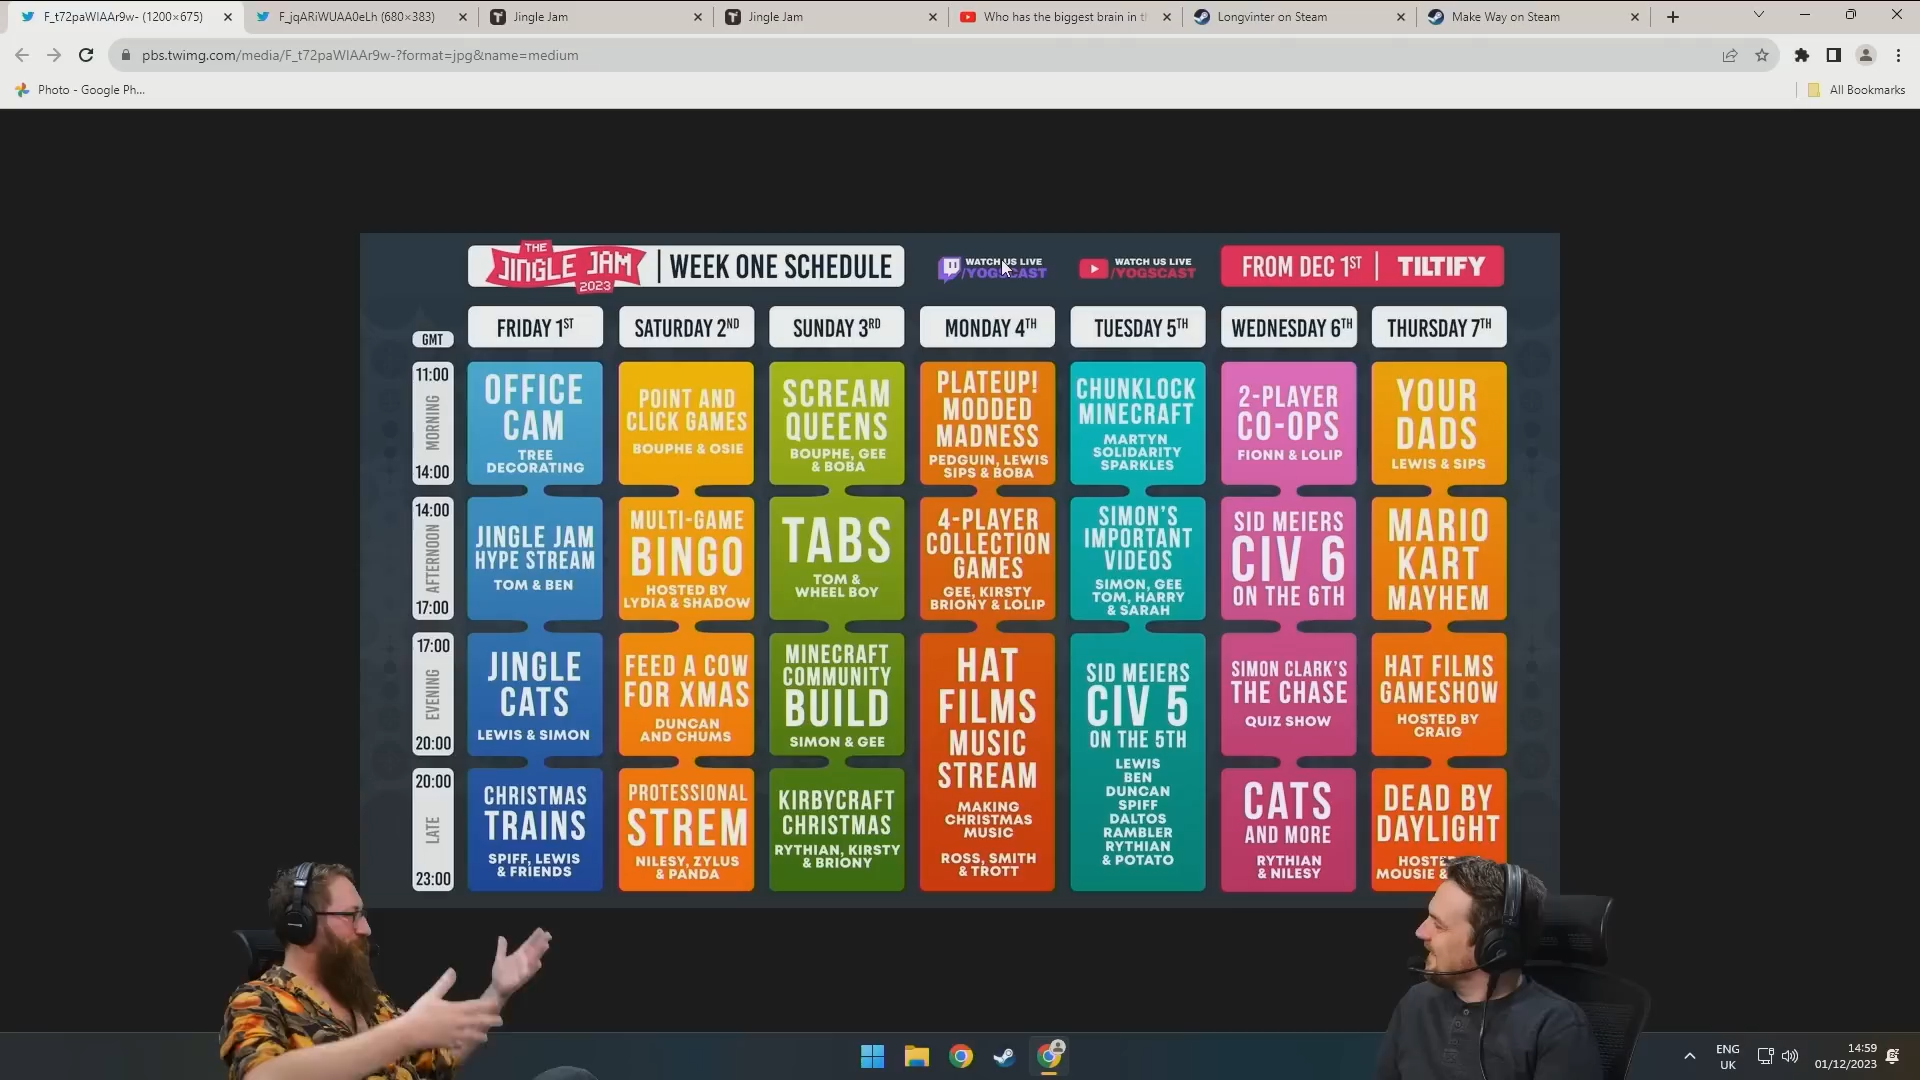 F_t72paWIAAr9w- (1200×675)
F_jqARiWUAA0eLh (680×383)
Jingle Jam
Jingle Jam
Who has the biggest brain in t
Longvinter on Steam
Make Way on Steam
pbs.twimg.com/media/F_t72paWIAAr9w-?format=jpg&name=medium
Photo - Google Ph...
All Bookmarks
THE
JINGLE JAM
2023
WEEK ONE SCHEDULE
WATCH US LIVE
/YOGSCAST
WATCH US LIVE
/YOGSCAST
FROM DEC 1ST | TILTIFY
GMT
FRIDAY 1ST
SATURDAY 2ND
SUNDAY 3RD
MONDAY 4TH
TUESDAY 5TH
WEDNESDAY 6TH
THURSDAY 7TH
11:00
MORNING
14:00
OFFICE
CAM
TREE
DECORATING
POINT AND
CLICK GAMES
BOUPHE & OSIE
SCREAM
QUEENS
BOUPHE, GEE
& BOBA
PLATEUP!
MODDED
MADNESS
PEDGUIN, LEWIS
SIPS & BOBA
CHUNKLOCK
MINECRAFT
MARTYN
SOLIDARITY
SPARKLES
2-PLAYER
CO-OPS
FIONN & LOLIP
YOUR
DADS
LEWIS & SIPS
14:00
AFTERNOON
17:00
JINGLE JAM
HYPE STREAM
TOM & BEN
MULTI-GAME
BINGO
HOSTED BY
LYDIA & SHADOW
TABS
TOM &
WHEEL BOY
4-PLAYER
COLLECTION
GAMES
GEE, KIRSTY
BRIONY & LOLIP
SIMON'S
IMPORTANT
VIDEOS
SIMON, GEE
TOM, HARRY
& SARAH
SID MEIERS
CIV 6
ON THE 6TH
MARIO
KART
MAYHEM
17:00
EVENING
20:00
JINGLE
CATS
LEWIS & SIMON
FEED A COW
FOR XMAS
DUNCAN
AND CHUMS
MINECRAFT
COMMUNITY
BUILD
SIMON & GEE
HAT
FILMS
MUSIC
STREAM
MAKING
CHRISTMAS
MUSIC
ROSS, SMITH
& TROTT
SID MEIERS
CIV 5
ON THE 5TH
LEWIS
BEN
DUNCAN
SPIFF
DALTOS
RAMBLER
RYTHIAN
& POTATO
SIMON CLARK'S
THE CHASE
QUIZ SHOW
HAT FILMS
GAMESHOW
HOSTED BY
CRAIG
20:00
LATE
23:00
CHRISTMAS
TRAINS
SPIFF, LEWIS
& FRIENDS
PROTESSIONAL
STREM
NILESY, ZYLUS
& PANDA
KIRBYCRAFT
CHRISTMAS
RYTHIAN, KIRSTY
& BRIONY
CATS
AND MORE
RYTHIAN
& NILESY
DEAD BY
DAYLIGHT
MOUSIE &
ENG
UK
14:59
01/12/2023